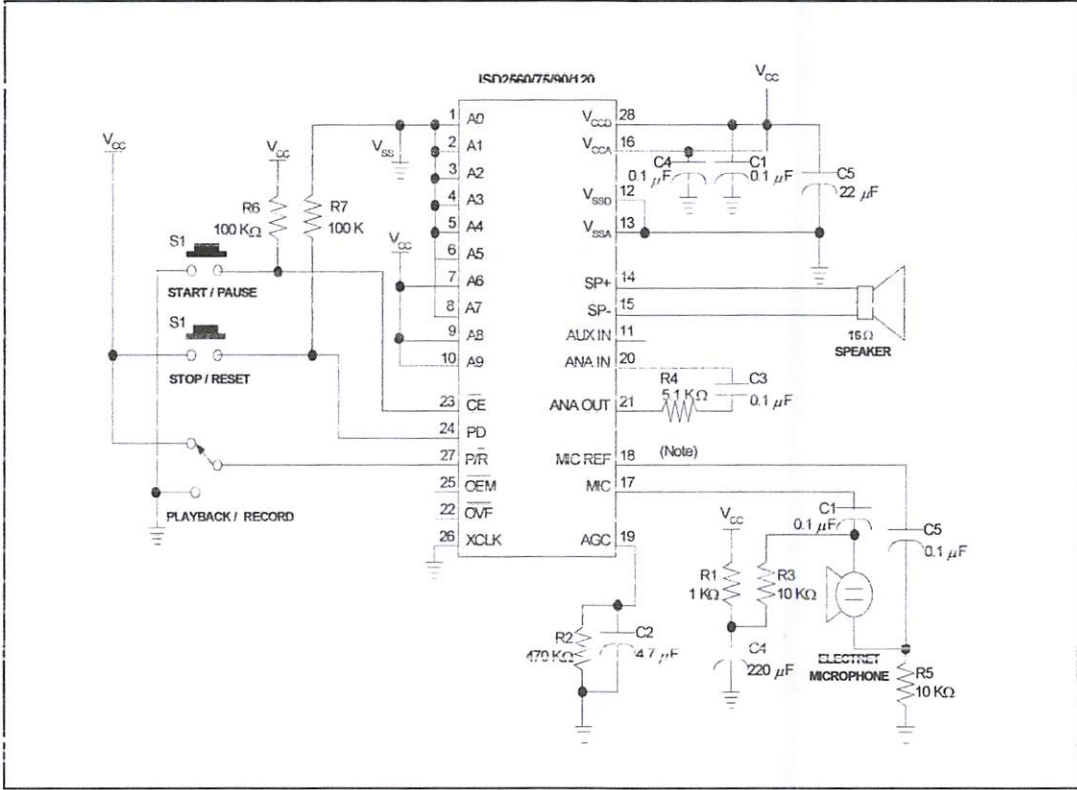 ISD2560/75/90/120
VCC
VCC
VCC
VSS
VCC
R6
100 KΩ
R7
100 K
S1
START / PAUSE
S1
STOP / RESET
PLAYBACK / RECORD
1 A0
2 A1
3 A2
4 A3
5 A4
6 A5
7 A6
8 A7
9 A8
10 A9
23 CE
24 PD
27 P/R
25 OEM
22 OVF
26 XCLK
VCCD 28
VCCA 16
VSSD 12
VSSA 13
SP+ 14
SP- 15
AUX IN 11
ANA IN 20
ANA OUT 21
MIC REF 18
MIC 17
AGC 19
C4
0.1 μF
C1
0.1 μF
C5
22 μF
16Ω
SPEAKER
R4
5.1 KΩ
C3
0.1 μF
(Note)
C1
0.1 μF
C5
0.1 μF
VCC
R1
1 KΩ
R3
10 KΩ
C4
220 μF
ELECTRET
MICROPHONE
R5
10 KΩ
R2
470 KΩ
C2
4.7 μF